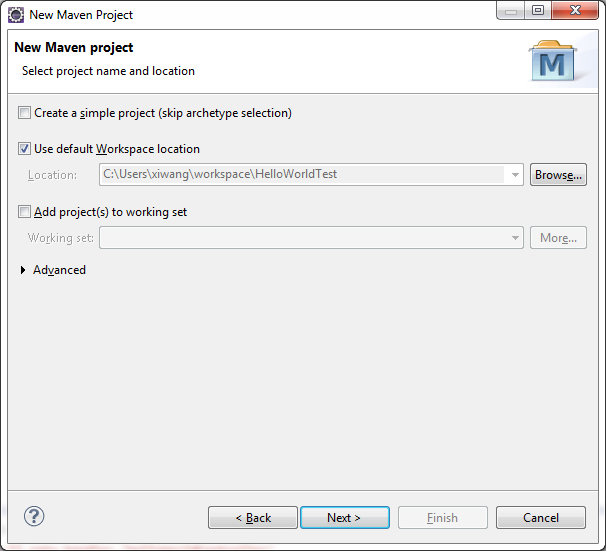 New Maven Project
New Maven project
Select project name and location
M
Create a simple project (skip archetype selection)
Use default Workspace location
Location: C:\Users\xiwang\workspace\HelloWorldTest Browse...
Add project(s) to working set
Working set: More...
Advanced
? < Back Next > Finish Cancel